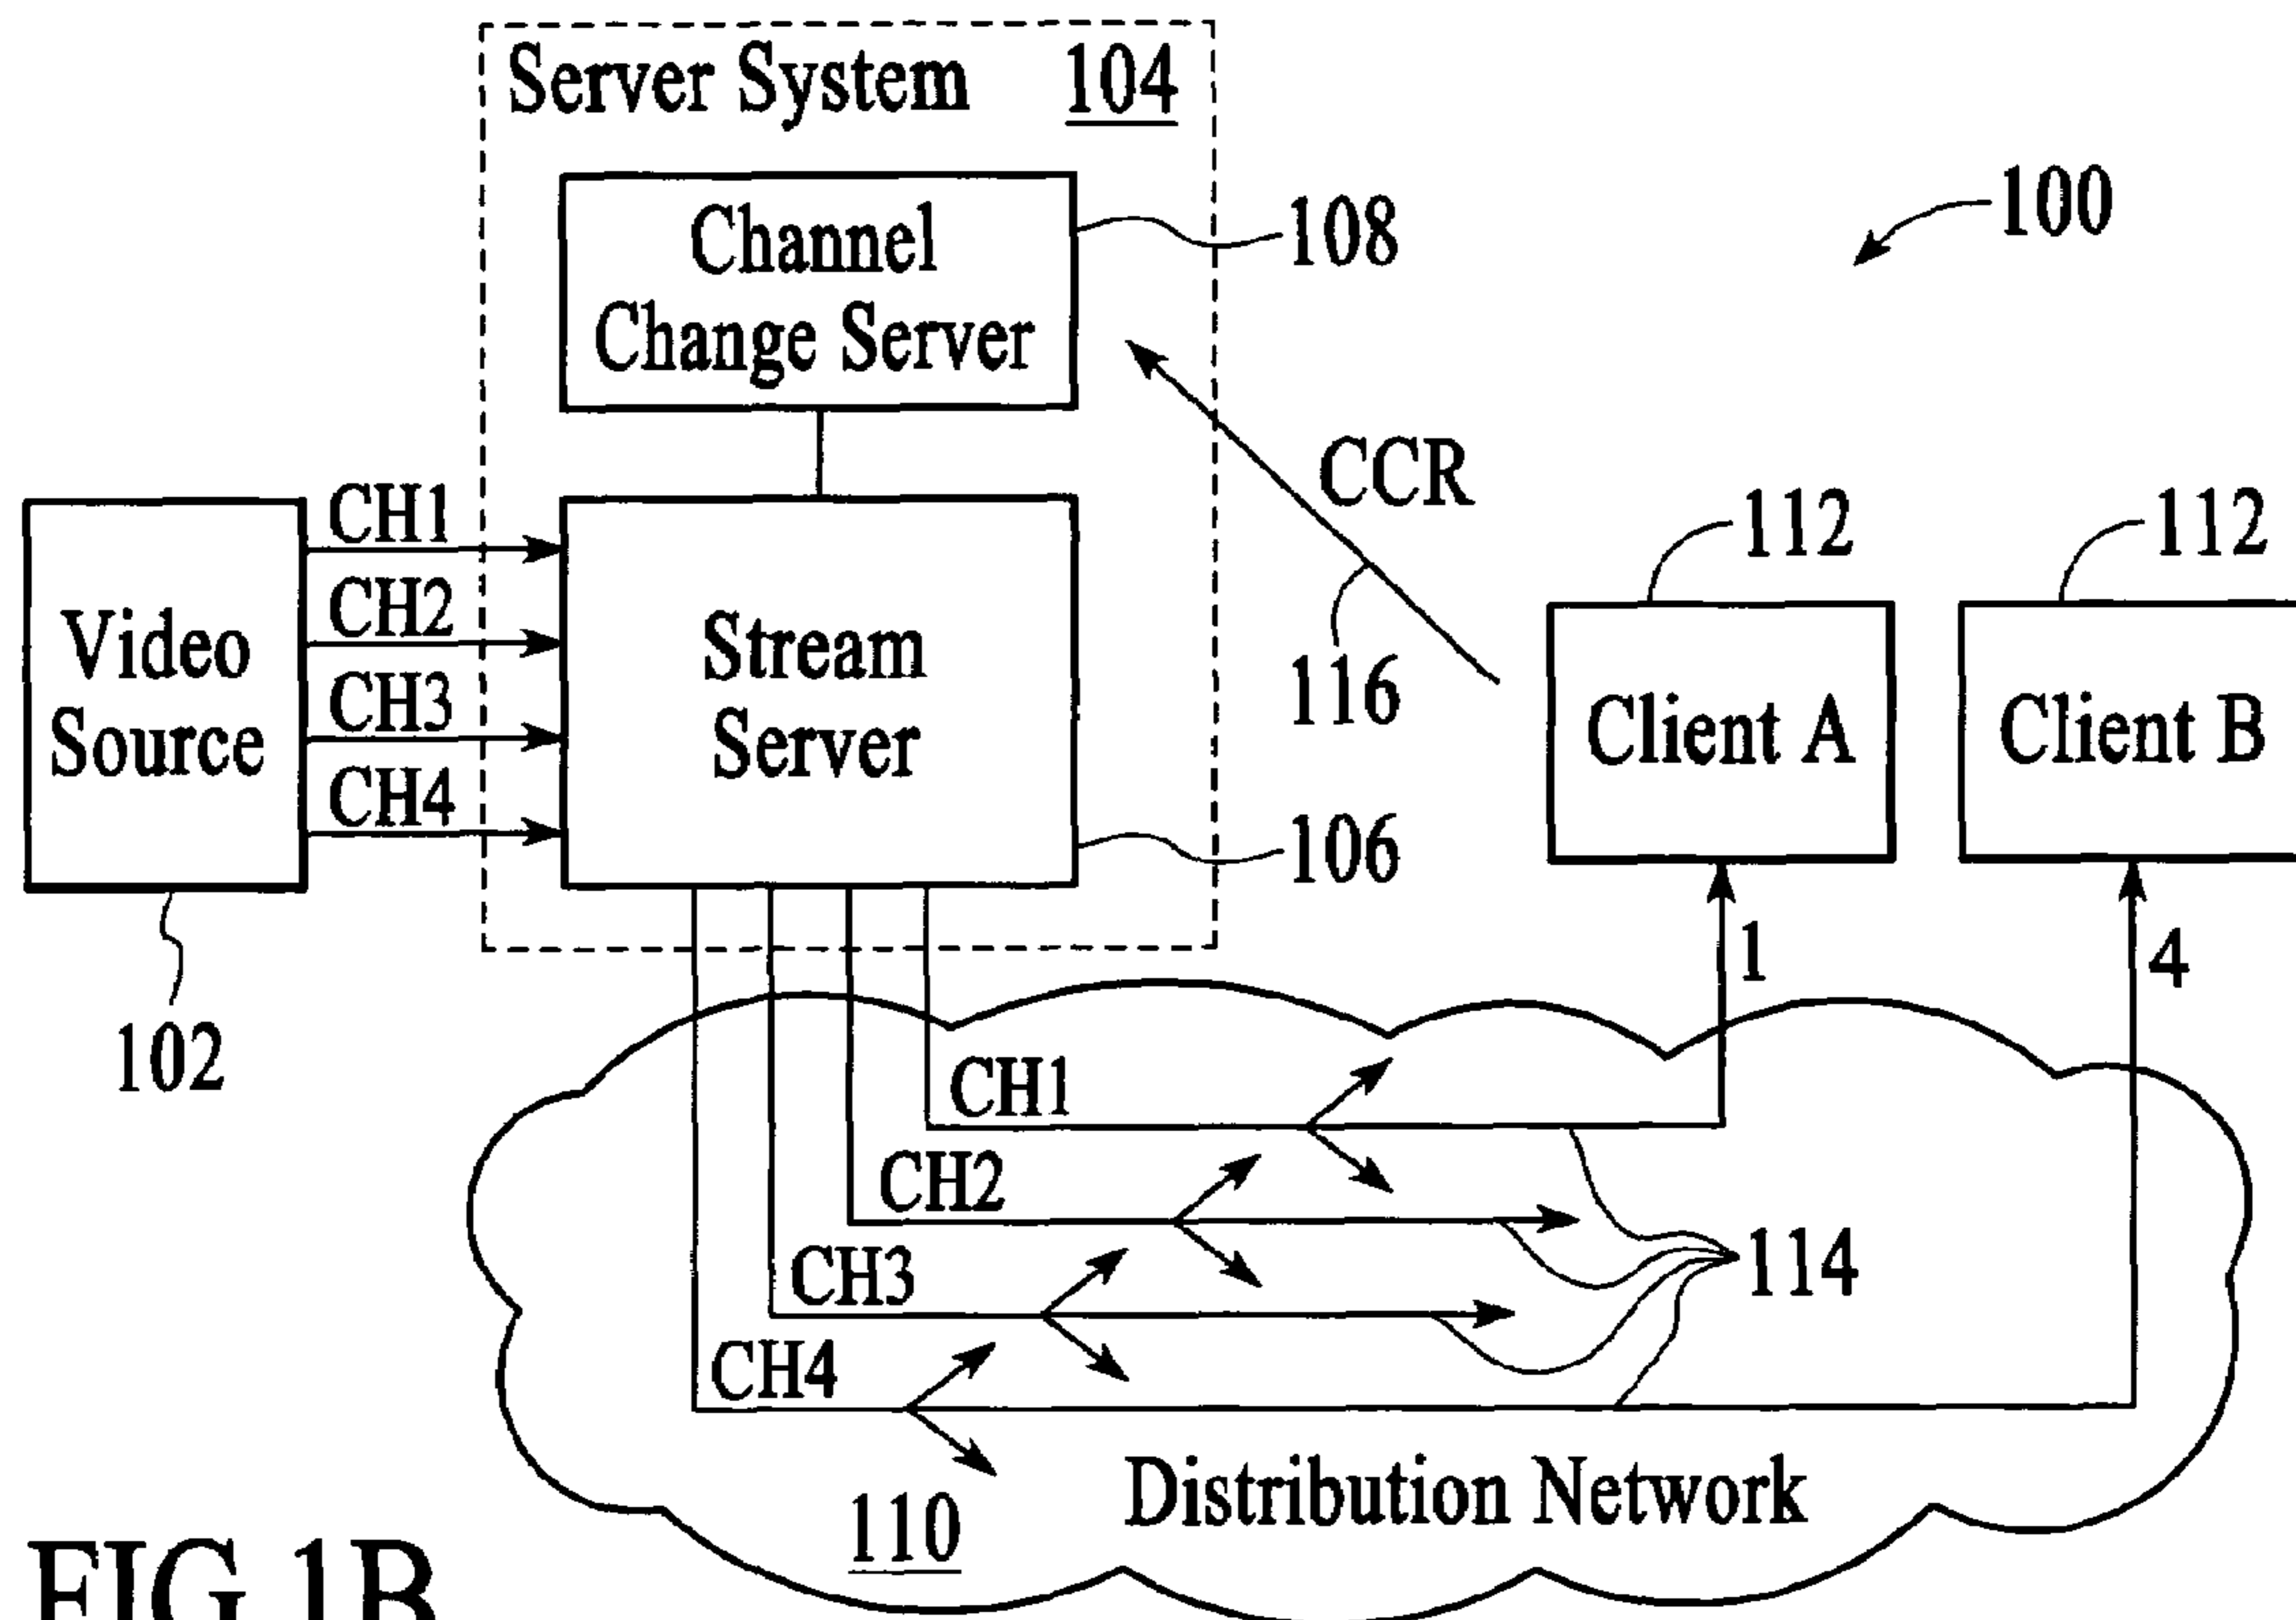 Server System 104
Channel
Change Server
108
100
CCR
116
112
112
CH1
CH2
CH3
CH4
Video
Source
102
Stream
Server
106
Client A
Client B
1
4
CH1
CH2
CH3
CH4
114
Distribution Network
110
FIG.1B